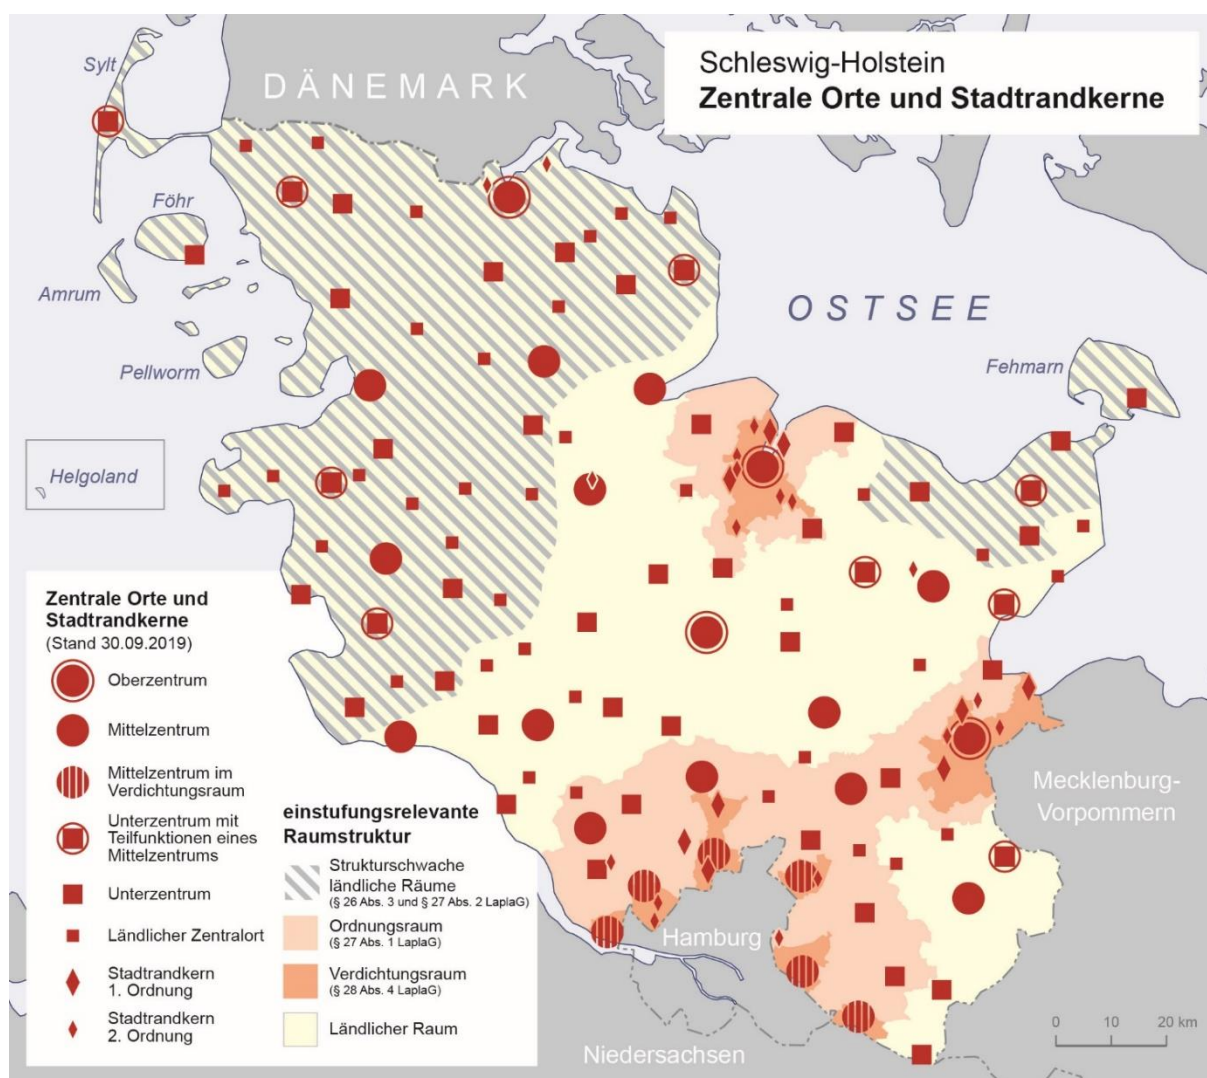 Schleswig-Holstein
Zentrale Orte und Stadtrandkerne
DÄNEMARK
Sylt
Föhr
Amrum
Pellworm
OSTSEE
Fehmarn
Helgoland
Zentrale Orte und
Stadtrandkerne
(Stand 30.09.2019)
Oberzentrum
Mittelzentrum
Mittelzentrum im
Verdichtungsraum
Unterzentrum mit
Teilfunktionen eines
Mittelzentrums
Unterzentrum
Ländlicher Zentralort
Stadtrandkern
1. Ordnung
Stadtrandkern
2. Ordnung
einstufungsrelevante
Raumstruktur
Strukturschwache
ländliche Räume
(§ 26 Abs. 3 und § 27 Abs. 2 LaplaG)
Ordnungsraum
(§ 27 Abs. 1 LaplaG)
Verdichtungsraum
(§ 28 Abs. 4 LaplaG)
Ländlicher Raum
Mecklenburg-
Vorpommern
Hamburg
Niedersachsen
0 10 20 km